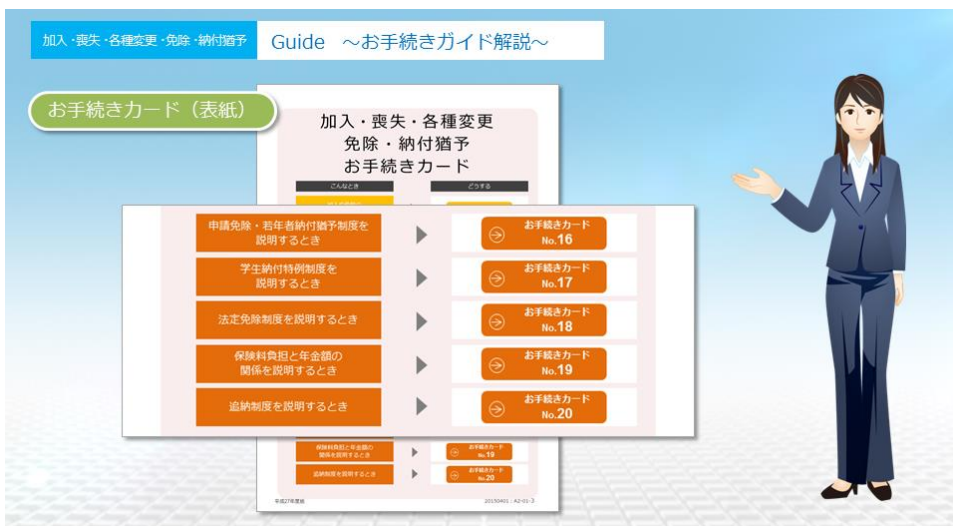 加入・喪失・各種変更・免除・納付猶予
Guide ～お手続きガイド解説～
お手続きカード（表紙）
加入・喪失・各種変更
免除・納付猶予
お手続きカード
こんなとき
どうする
申請免除・若年者納付猶予制度を
説明するとき
お手続きカード
No.16
学生納付特例制度を
説明するとき
お手続きカード
No.17
法定免除制度を説明するとき
お手続きカード
No.18
保険料負担と年金額の
関係を説明するとき
お手続きカード
No.19
追納制度を説明するとき
お手続きカード
No.20
保険料負担と年金額の
関係を説明するとき
お手続きカード
No.19
追納制度を説明するとき
お手続きカード
No.20
平成27年度版
20150401：A2-01-3